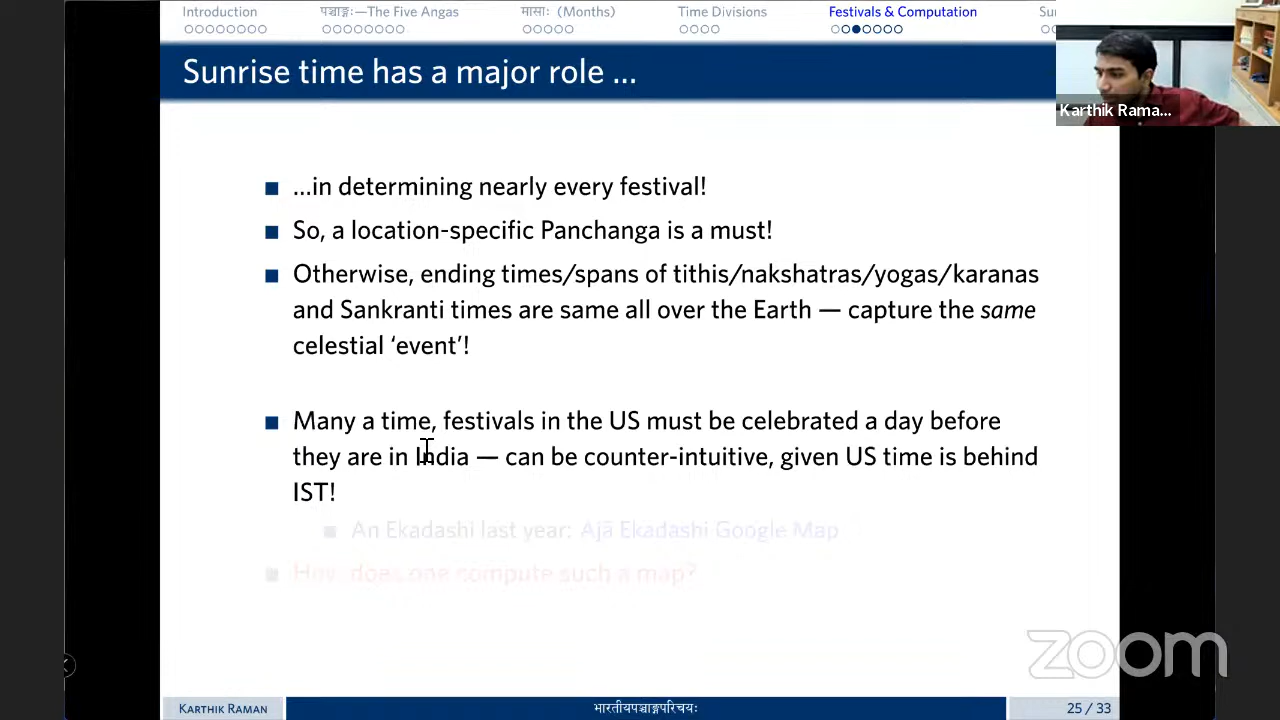 Introduction
पञ्चाङ्गः—The Five Angas
मासाः (Months)
Time Divisions
Festivals & Computation
Su
Sunrise time has a major role ...
Karthik Rama...
...in determining nearly every festival!
So, a location-specific Panchanga is a must!
Otherwise, ending times/spans of tithis/nakshatras/yogas/karanas
and Sankranti times are same all over the Earth — capture the same
celestial ‘event’!
Many a time, festivals in the US must be celebrated a day before
they are in India — can be counter-intuitive, given US time is behind
IST!
An Ekadashi last year: Ajā Ekadashi Google Map
How does one compute such a map?
zoom
KARTHIK RAMAN
भारतीयपञ्चाङ्गपरिचयः
25 / 33